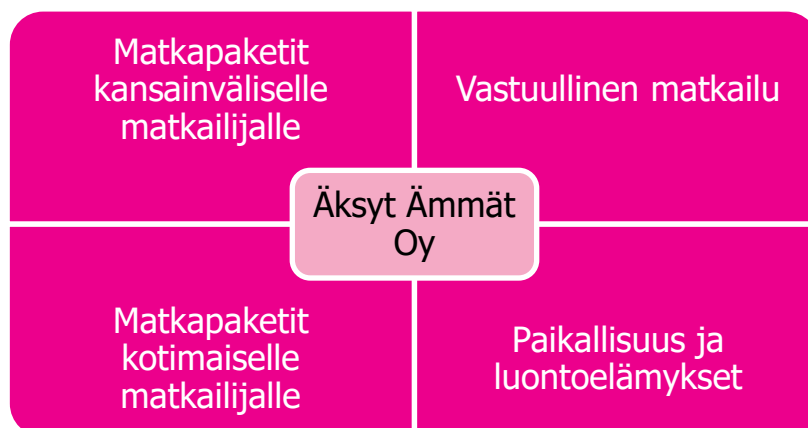 Matkapaketit
kansainväliselle
matkailijalle
Vastuullinen matkailu
Äksyt Ämmät
Oy
Matkapaketit
kotimaiselle
matkailijalle
Paikallisuus ja
luontoelämykset